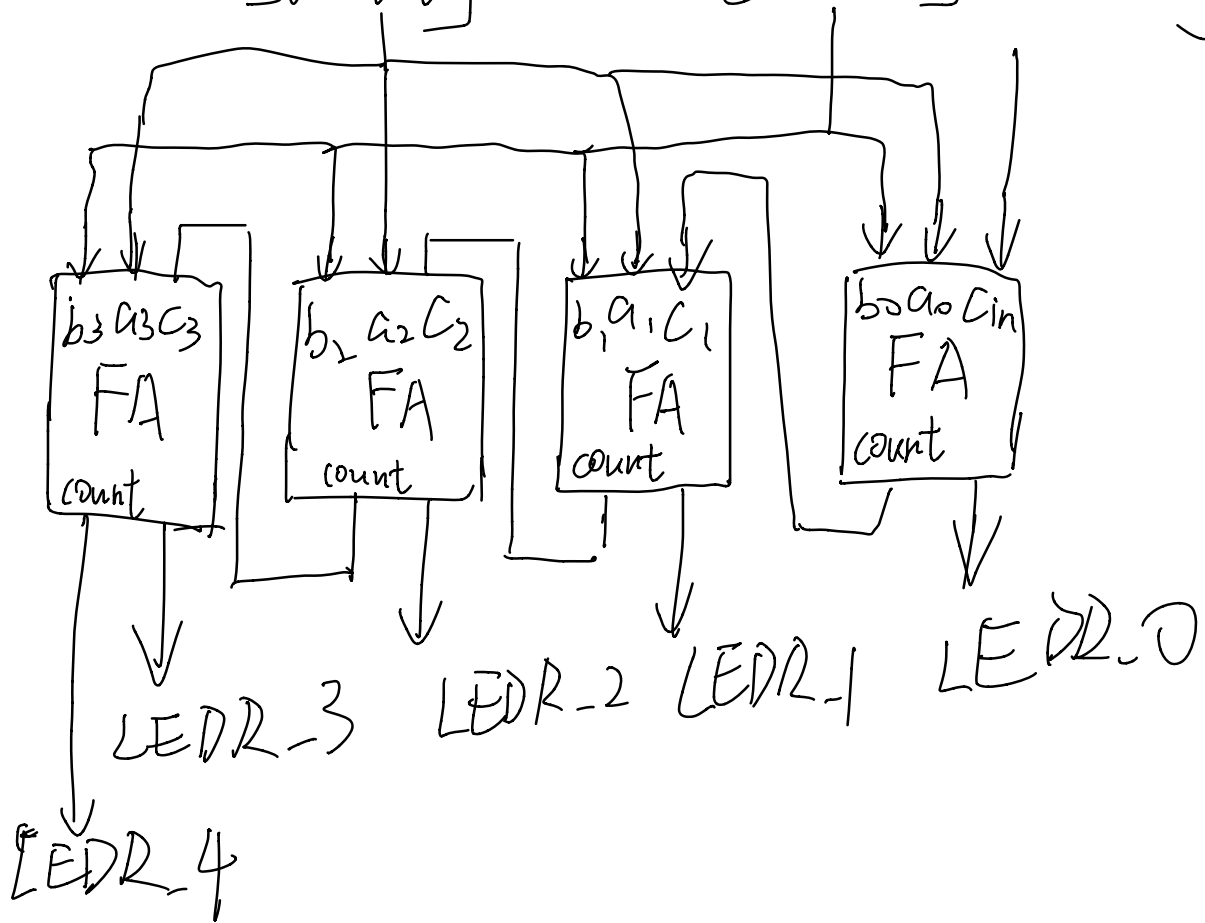 b3 a3 c3
FA
count
b2 a2 c2
FA
count
b1 a1 c1
FA
count
b0 a0 cin
FA
count
LEDR_0
LEDR_1
LEDR_2
LEDR_3
LEDR_4